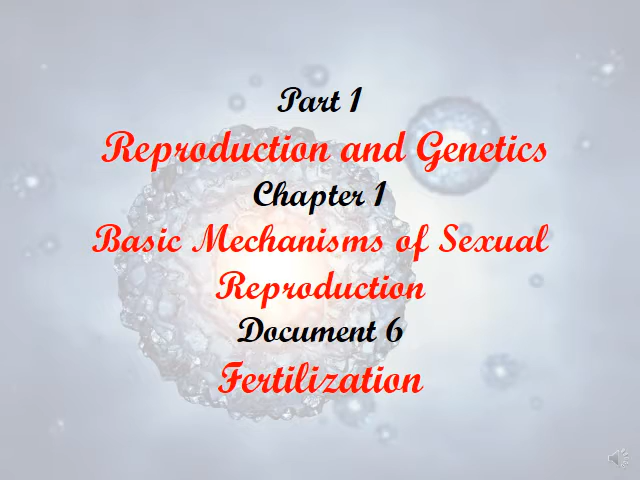 Part 1
Reproduction and Genetics
Chapter 1
Basic Mechanisms of Sexual
Reproduction
Document 6
Fertilization